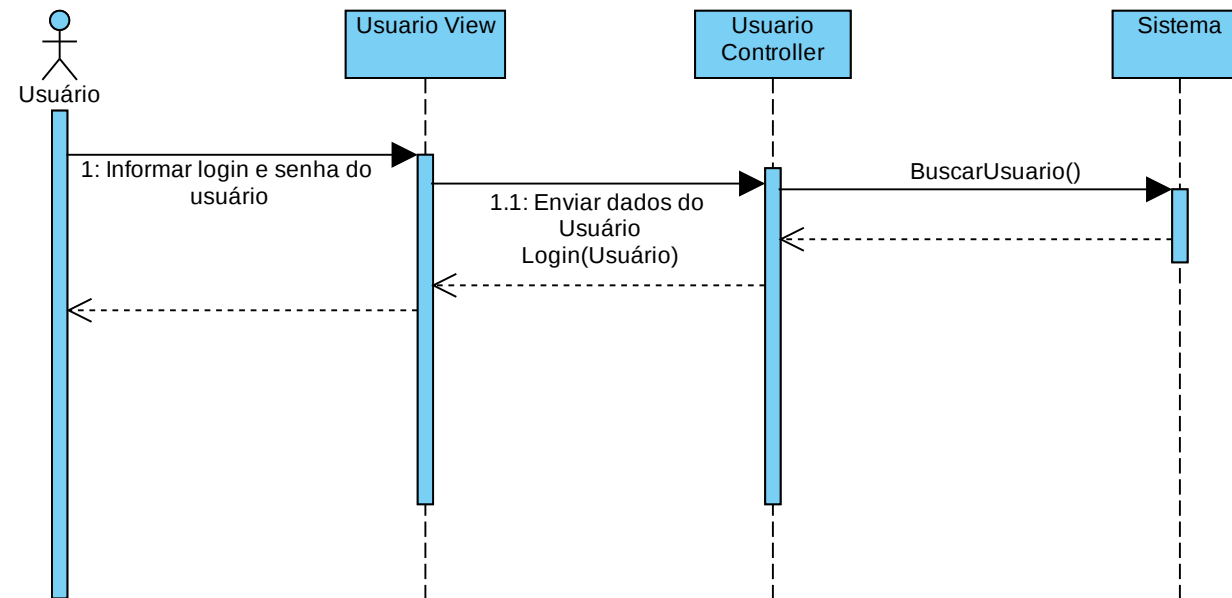 Usuário
Usuario View
Usuario
Controller
Sistema
1: Informar login e senha do
usuário
1.1: Enviar dados do
Usuário
Login(Usuário)
BuscarUsuario()